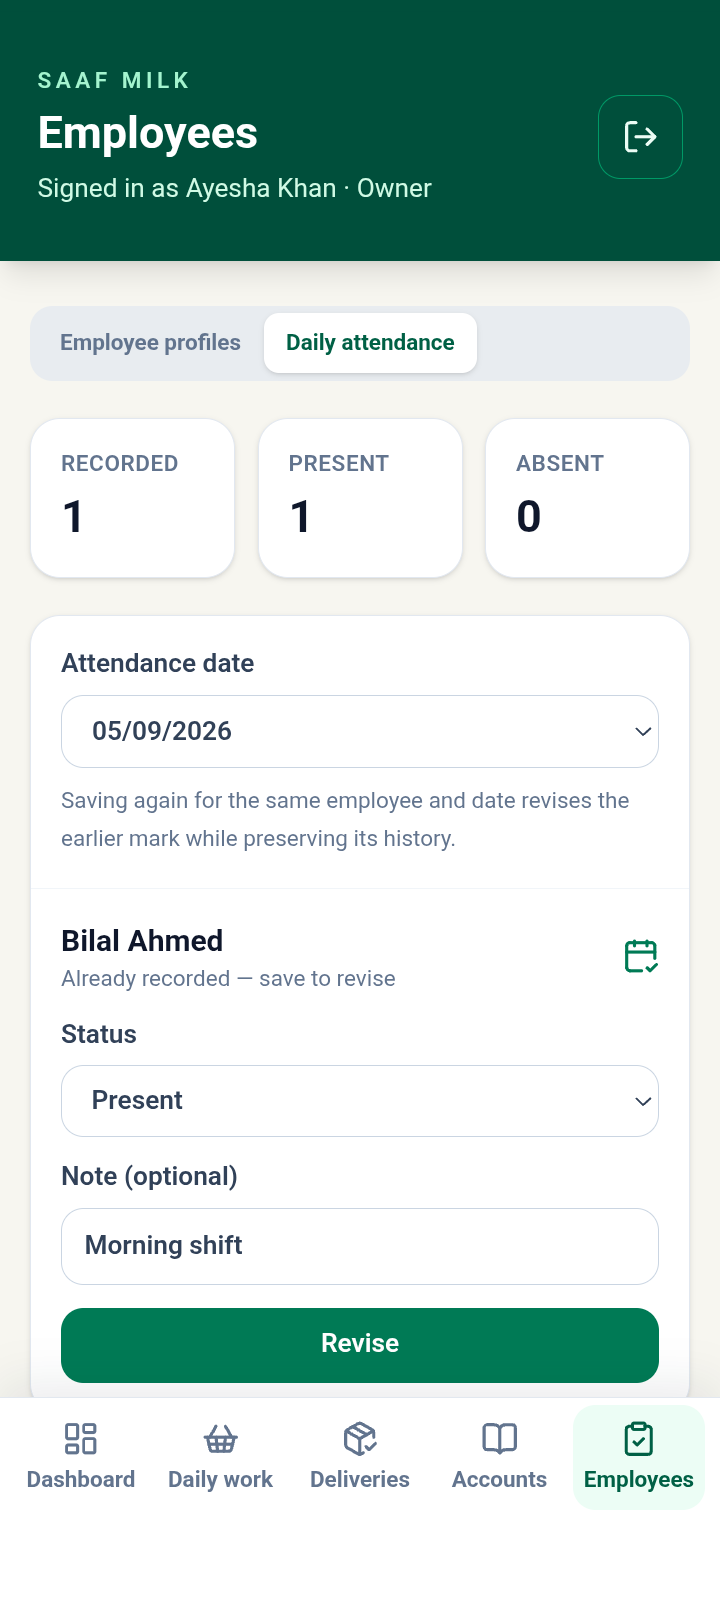 SAAF MILK
Employees
Signed in as Ayesha Khan · Owner
Employee profiles
Daily attendance
RECORDED
1
PRESENT
1
ABSENT
0
Attendance date
05/09/2026
Saving again for the same employee and date revises the
earlier mark while preserving its history.
Bilal Ahmed
Already recorded — save to revise
Status
Present
Note (optional)
Morning shift
Revise
Dashboard
Daily work
Deliveries
Accounts
Employees